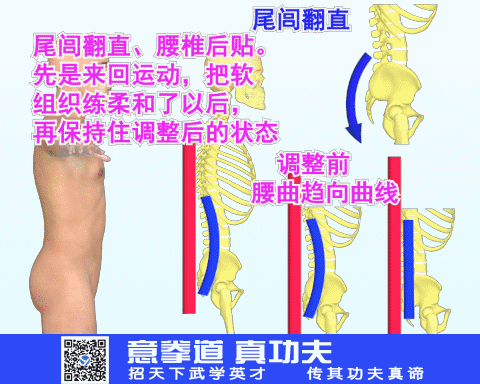 尾闾翻直
尾闾翻直、腰椎后贴。
先是来回运动，把软
组织练柔和了以后，
再保持住调整后的状态
调整前
腰曲趋向曲线
意拳道 真功夫
招天下武学英才 传其功夫真谛